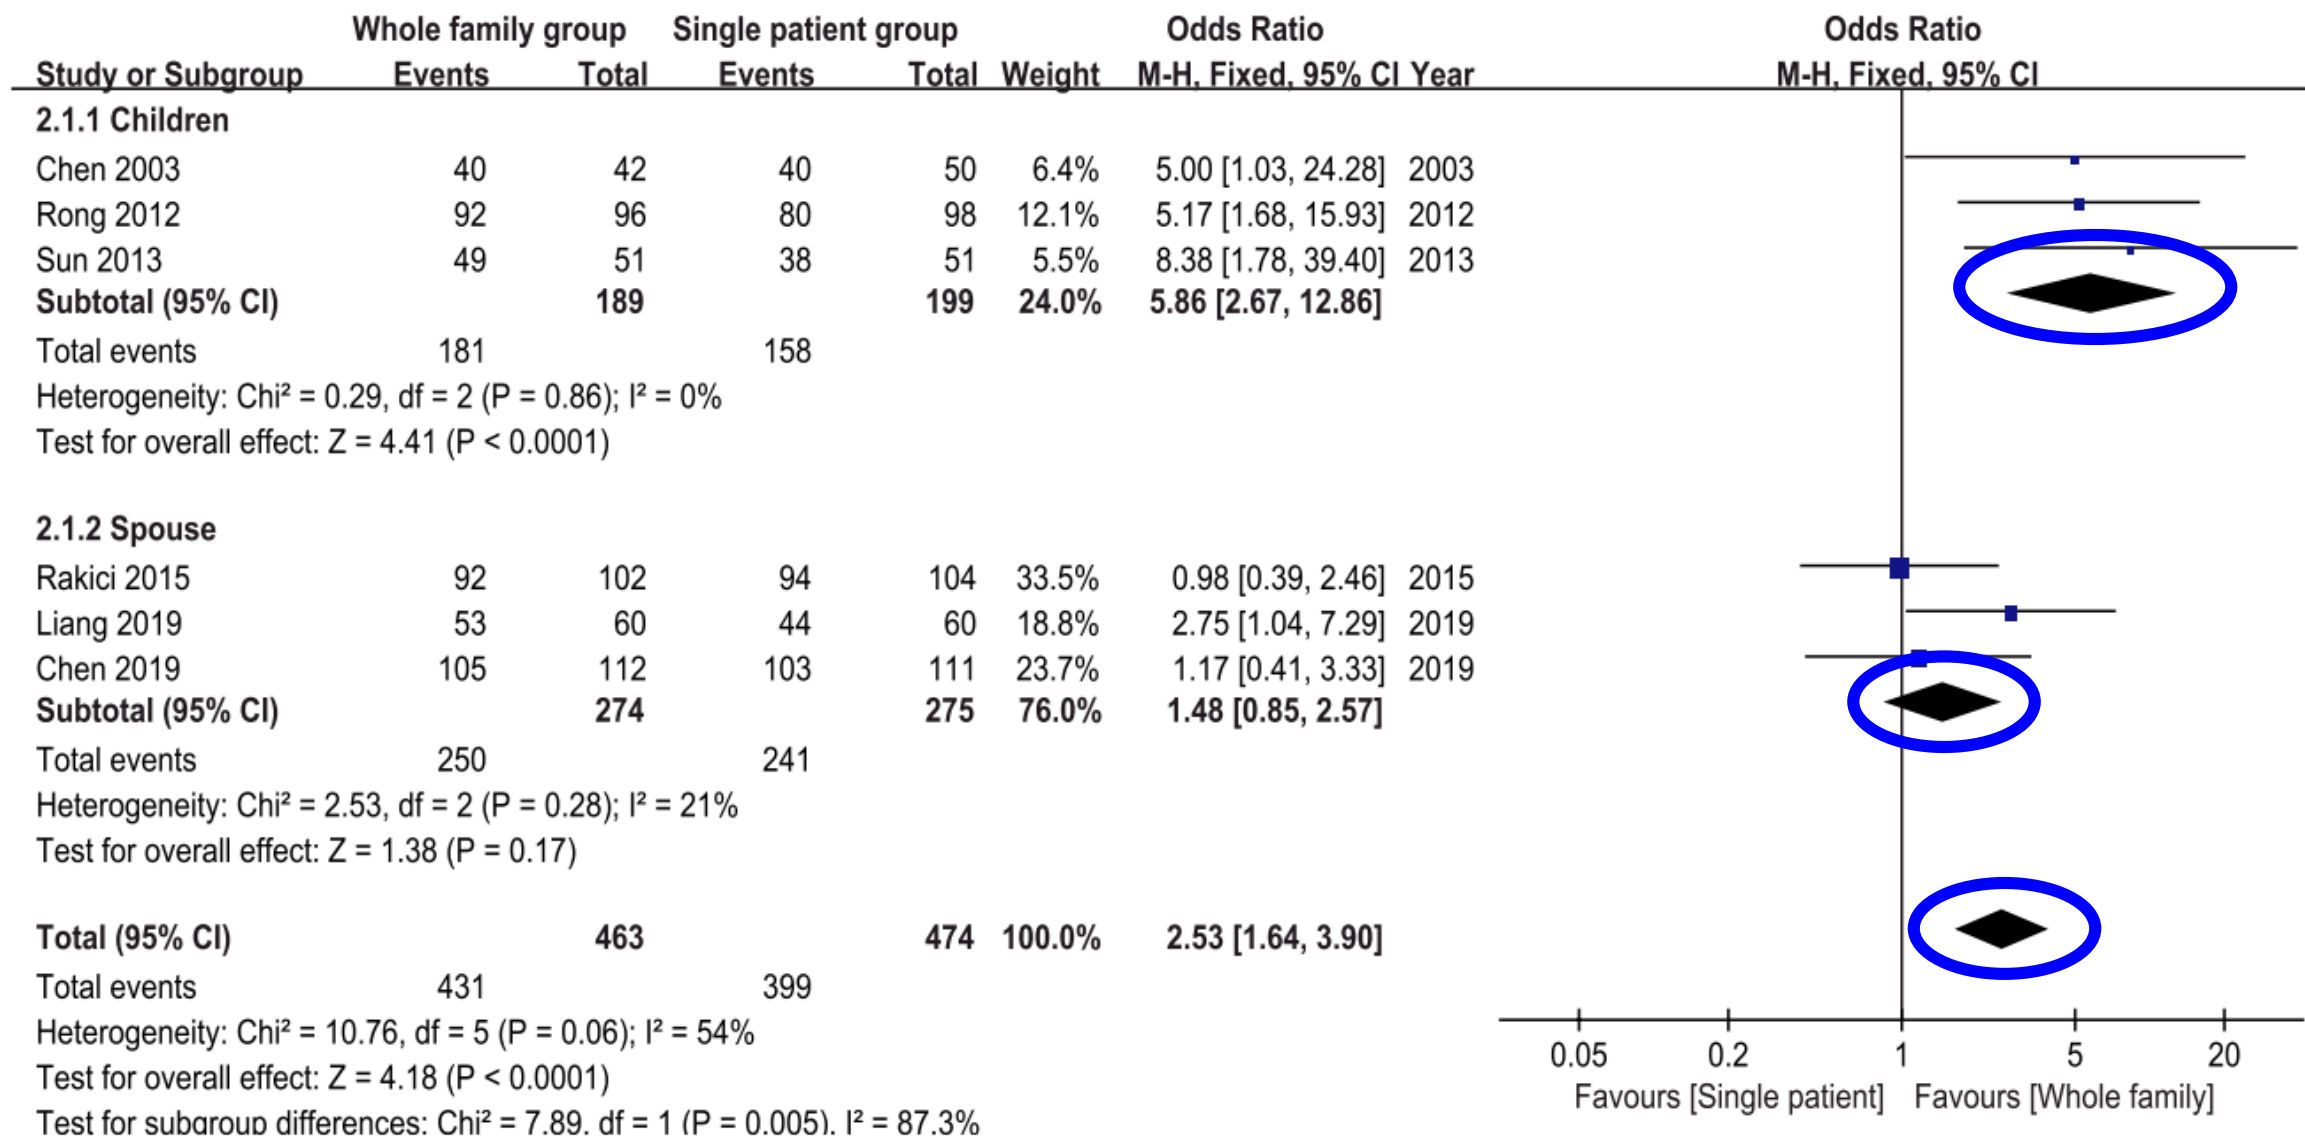 Whole family group Single patient group Odds Ratio Odds Ratio
Study or Subgroup Events Total Events Total Weight M-H, Fixed, 95% CI Year M-H, Fixed, 95% CI
2.1.1 Children
Chen 2003 40 42 40 50 6.4% 5.00 [1.03, 24.28] 2003
Rong 2012 92 96 80 98 12.1% 5.17 [1.68, 15.93] 2012
Sun 2013 49 51 38 51 5.5% 8.38 [1.78, 39.40] 2013
Subtotal (95% CI) 189 199 24.0% 5.86 [2.67, 12.86]
Total events 181 158
Heterogeneity: Chi² = 0.29, df = 2 (P = 0.86); I² = 0%
Test for overall effect: Z = 4.41 (P < 0.0001)
2.1.2 Spouse
Rakici 2015 92 102 94 104 33.5% 0.98 [0.39, 2.46] 2015
Liang 2019 53 60 44 60 18.8% 2.75 [1.04, 7.29] 2019
Chen 2019 105 112 103 111 23.7% 1.17 [0.41, 3.33] 2019
Subtotal (95% CI) 274 275 76.0% 1.48 [0.85, 2.57]
Total events 250 241
Heterogeneity: Chi² = 2.53, df = 2 (P = 0.28); I² = 21%
Test for overall effect: Z = 1.38 (P = 0.17)
Total (95% CI) 463 474 100.0% 2.53 [1.64, 3.90]
Total events 431 399
Heterogeneity: Chi² = 10.76, df = 5 (P = 0.06); I² = 54%
Test for overall effect: Z = 4.18 (P < 0.0001)
Test for subgroup differences: Chi² = 7.89. df = 1 (P = 0.005). I² = 87.3%
0.05 0.2 1 5 20
Favours [Single patient] Favours [Whole family]